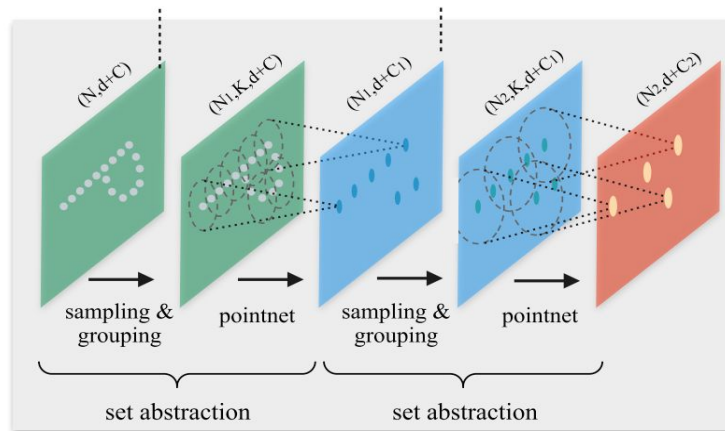 (N,d+C)
(N₁,K,d+C)
(N₁,d+C₁)
(N₂,K,d+C₁)
(N₂,d+C₂)
sampling &
grouping
pointnet
sampling &
grouping
pointnet
set abstraction
set abstraction